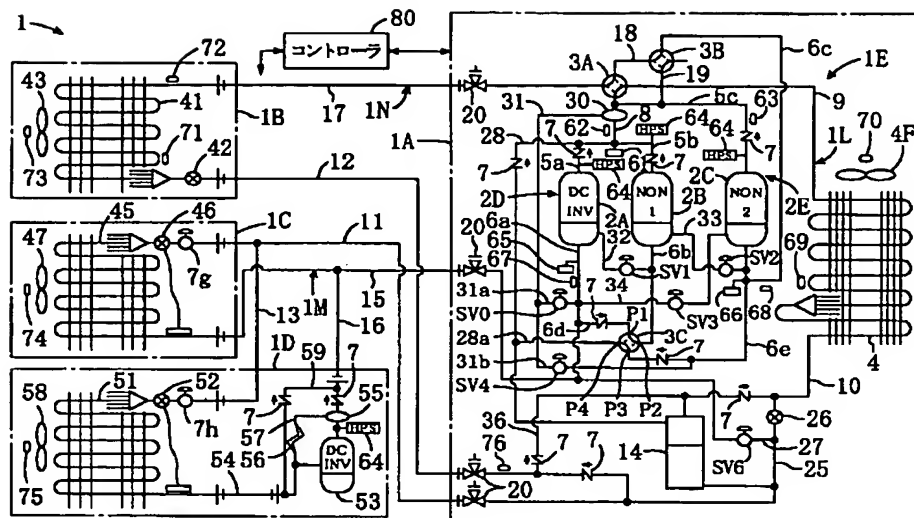 1
80
コントローラ
72
43
41
1B
17
1N
71
42
73
12
1A
20
3A
18
3B
19
6c
1E
5c
63
9
31
30
8
64
62
28
7
5b
5a
HPS
64
HPS
64
HPS
7
7
7
70
4F
1L
2D
DC
INV
2A
NON
1
2B
2C
NON
2
2E
45
46
1C
47
7g
11
13
1M
15
74
16
20
6a
65
67
32
6b
33
SV1
SV2
31a
SV0
7
34
SV3
66
68
69
6d
P1
3C
28a
7
6e
4
31b
SV4
P4
P3
P2
10
1D
59
51
52
58
7
7
55
7h
57
HPS
64
56
DC
INV
75
54
53
36
76
7
7
20
14
7
26
27
SV6
25